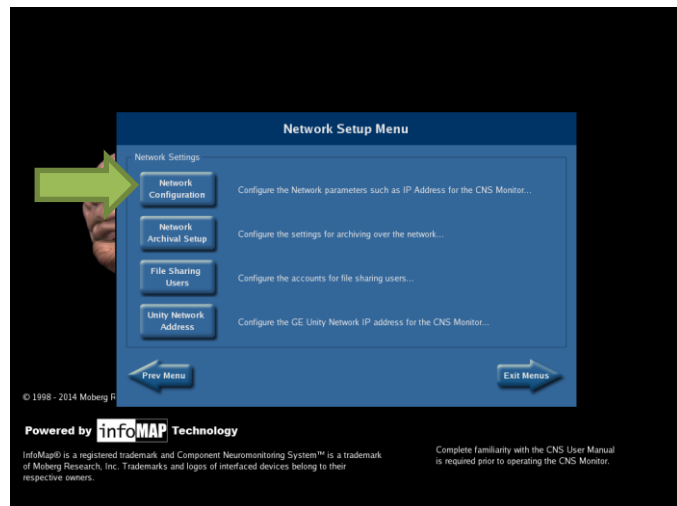 Network Setup Menu
Network Settings
Network
Configuration
Configure the Network parameters such as IP Address for the CNS Monitor...
Network
Archival Setup
Configure the settings for archiving over the network...
File Sharing
Users
Configure the accounts for file sharing users...
Unity Network
Address
Configure the GE Unity Network IP address for the CNS Monitor...
Prev Menu
Exit Menus
© 1998 - 2014 Moberg R
Powered by infoMAP Technology
InfoMap® is a registered trademark and Component Neuromonitoring System™ is a trademark
of Moberg Research, Inc. Trademarks and logos of interfaced devices belong to their
respective owners.
Complete familiarity with the CNS User Manual
is required prior to operating the CNS Monitor.